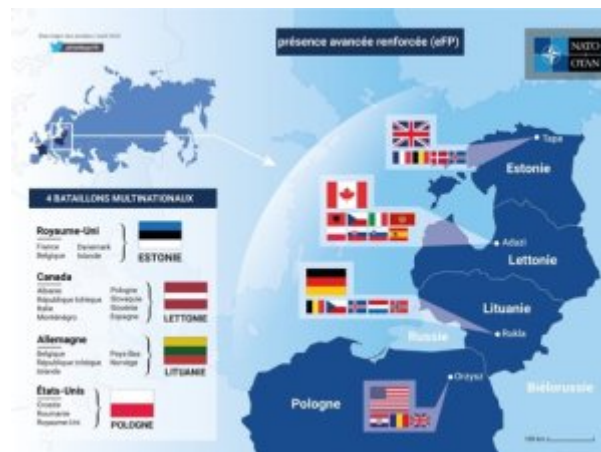 présence avancée renforcée (eFP)
NATO
OTAN
4 BATAILLONS MULTINATIONAUX
Royaume-Uni
France Danemark
Belgique Islande
ESTONIE
Canada
Albanie Pologne
République tchèque Slovaquie
Italie Slovénie
Monténégro Espagne
LETTONIE
Allemagne
Belgique Pays-Bas
République tchèque Norvège
Islande
LITUANIE
États-Unis
Croatie
Roumanie
Royaume-Uni
POLOGNE
Tapa
Estonie
Adazi
Lettonie
Lituanie
Rukla
Russie
Orzysz
Biélorussie
Pologne